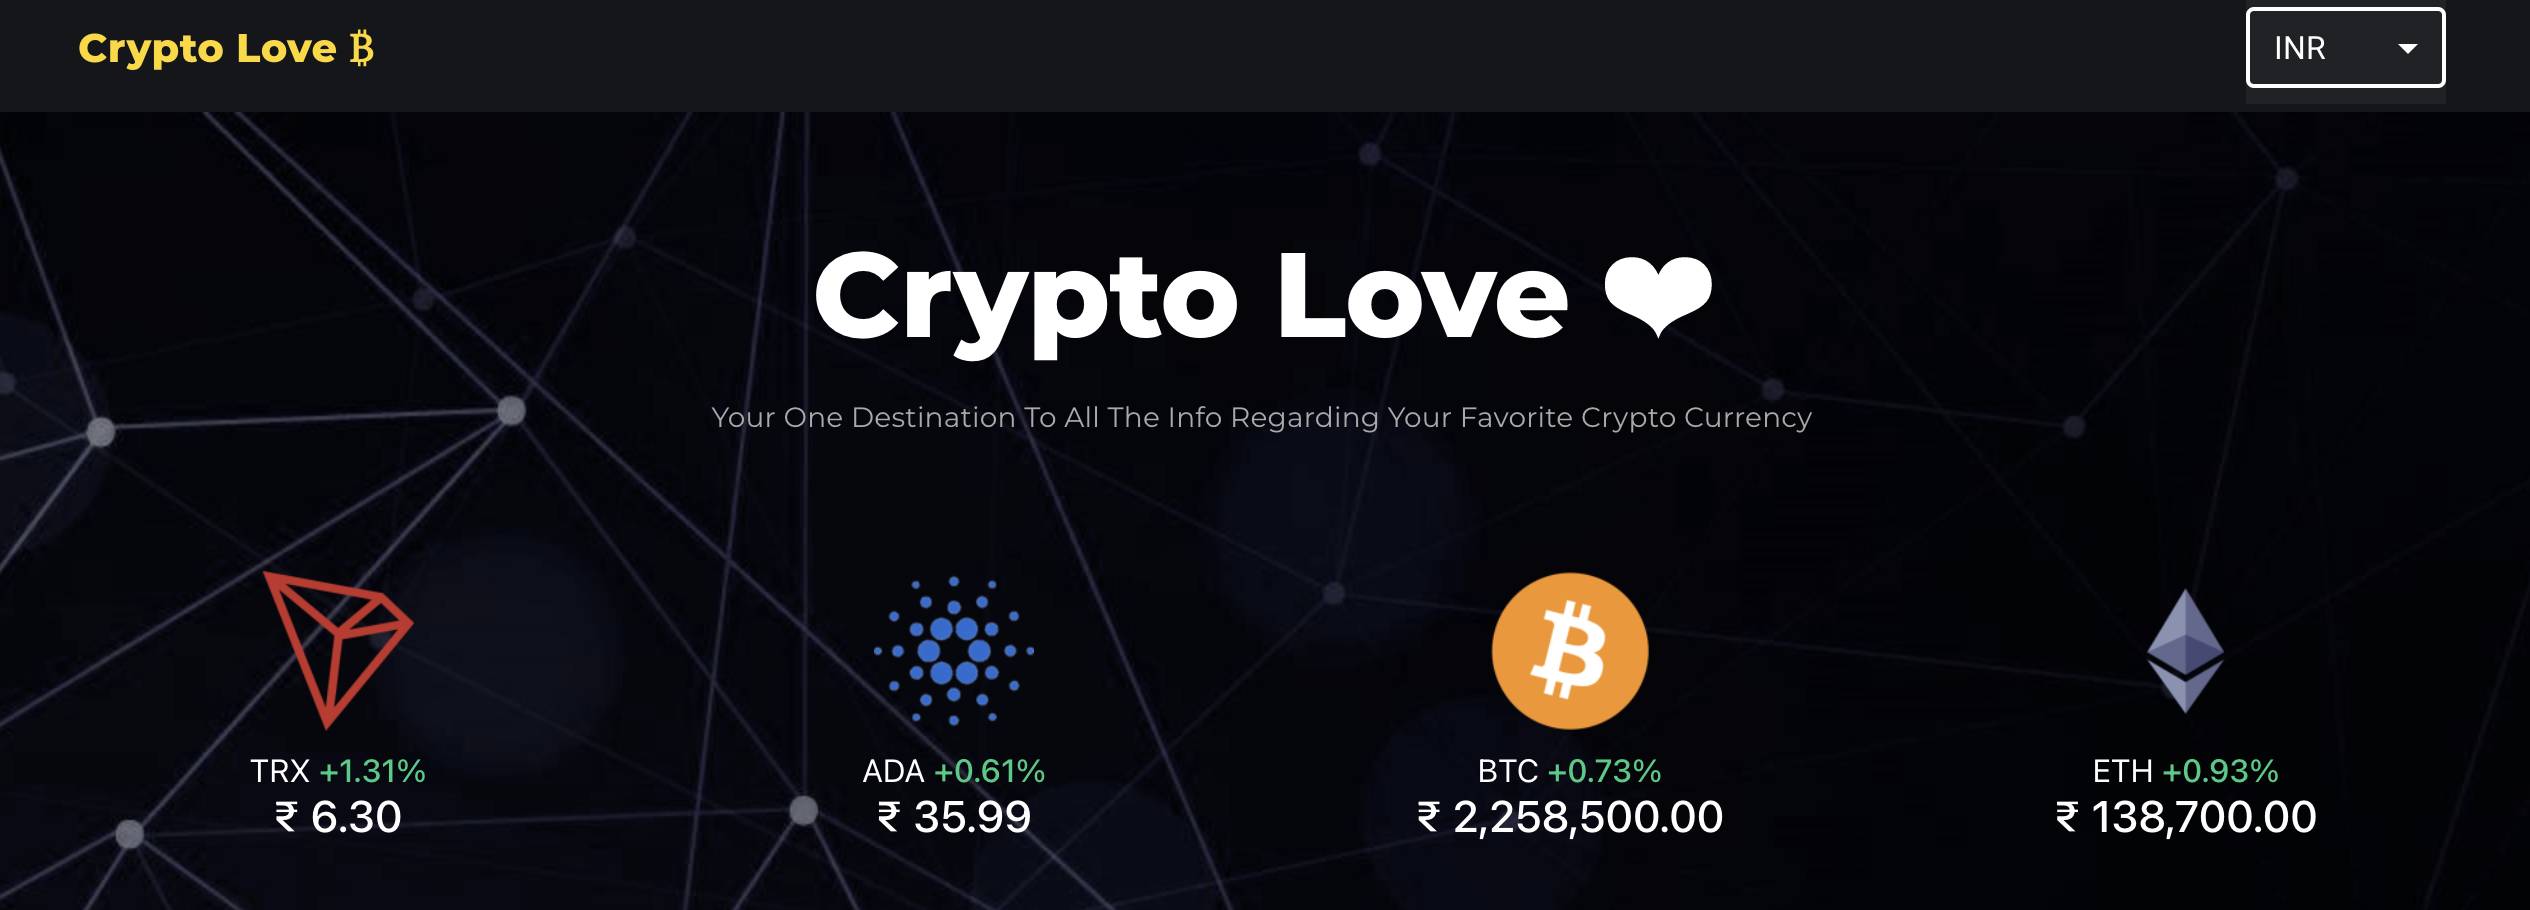 Crypto Love ₿
INR
Crypto Love ❤
Your One Destination To All The Info Regarding Your Favorite Crypto Currency
TRX +1.31%
₹ 6.30
ADA +0.61%
₹ 35.99
BTC +0.73%
₹ 2,258,500.00
ETH +0.93%
₹ 138,700.00